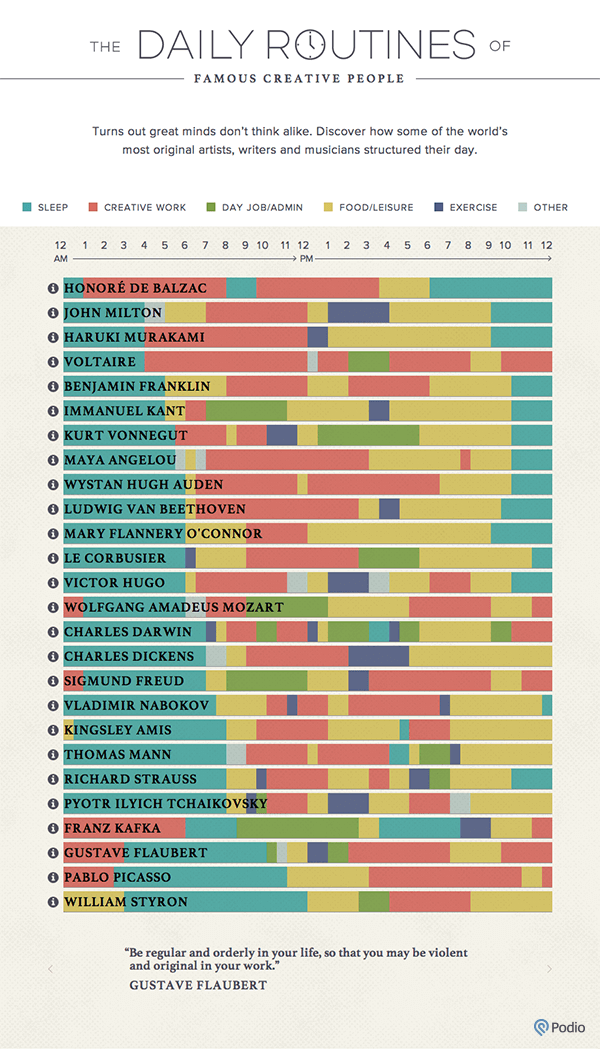 THE DAILY ROUTINES OF
FAMOUS CREATIVE PEOPLE
Turns out great minds don't think alike. Discover how some of the world's
most original artists, writers and musicians structured their day.
SLEEP CREATIVE WORK DAY JOB/ADMIN FOOD/LEISURE EXERCISE OTHER
12 1 2 3 4 5 6 7 8 9 10 11 12 1 2 3 4 5 6 7 8 9 10 11 12
AM PM
HONORÉ DE BALZAC
JOHN MILTON
HARUKI MURAKAMI
VOLTAIRE
BENJAMIN FRANKLIN
IMMANUEL KANT
KURT VONNEGUT
MAYA ANGELOU
WYSTAN HUGH AUDEN
LUDWIG VAN BEETHOVEN
MARY FLANNERY O'CONNOR
LE CORBUSIER
VICTOR HUGO
WOLFGANG AMADEUS MOZART
CHARLES DARWIN
CHARLES DICKENS
SIGMUND FREUD
VLADIMIR NABOKOV
KINGSLEY AMIS
THOMAS MANN
RICHARD STRAUSS
PYOTR ILYICH TCHAIKOVSKY
FRANZ KAFKA
GUSTAVE FLAUBERT
PABLO PICASSO
WILLIAM STYRON
"Be regular and orderly in your life, so that you may be violent
and original in your work."
GUSTAVE FLAUBERT
Podio